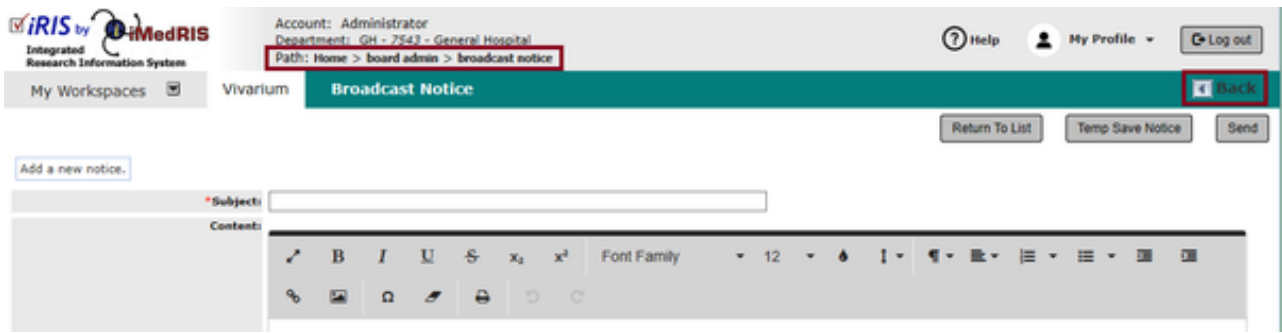 iRIS by iMedRIS
Integrated
Research Information System
Account: Administrator
Department: GH - 7543 - General Hospital
Path: Home > board admin > broadcast notice
Help
My Profile
Log out
My Workspaces
Vivarium
Broadcast Notice
Back
Return To List
Temp Save Notice
Send
Add a new notice.
*Subject:
Content:
B I U S x₂ x² Font Family 12
Ω